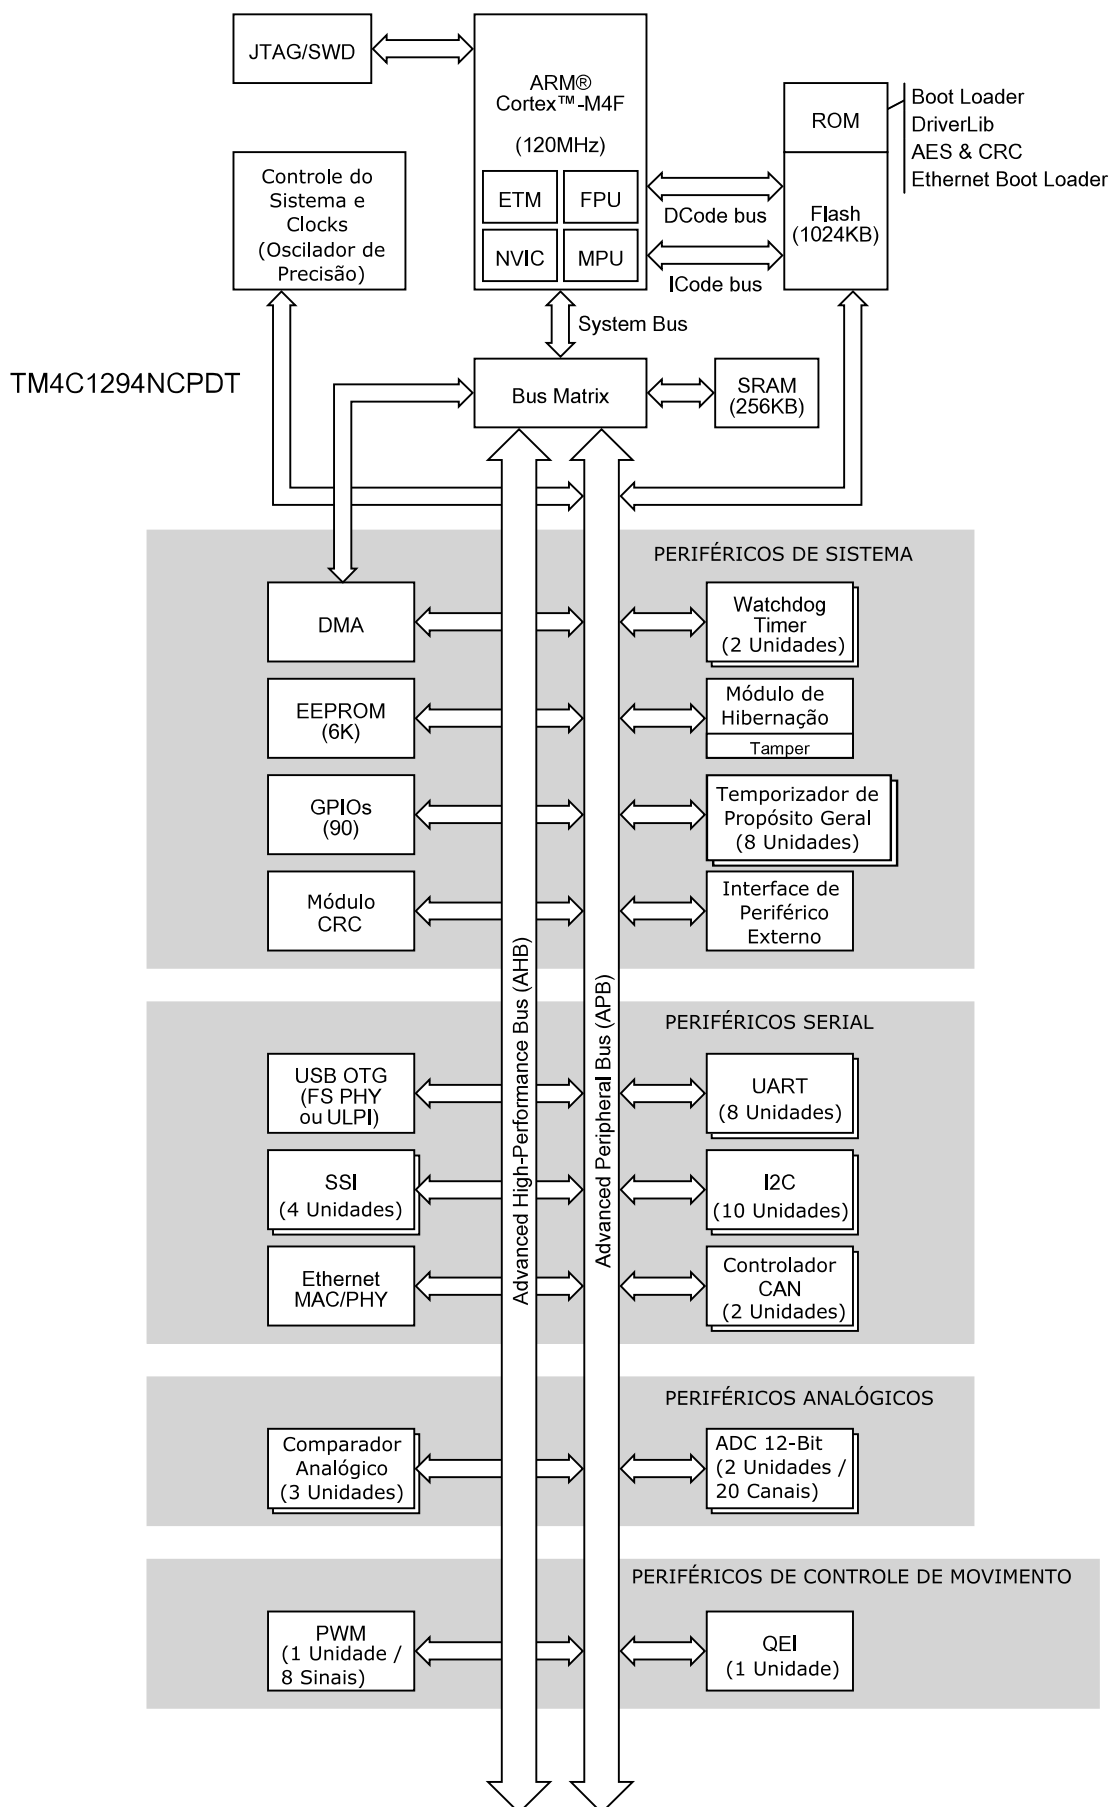 JTAG/SWD
ARM®
Cortex™-M4F
(120MHz)
ETM
FPU
NVIC
MPU
ROM
Boot Loader
DriverLib
AES & CRC
Ethernet Boot Loader
Flash
(1024KB)
DCode bus
ICode bus
Controle do
Sistema e
Clocks
(Oscilador de
Precisão)
System Bus
TM4C1294NCPDT
Bus Matrix
SRAM
(256KB)
PERIFÉRICOS DE SISTEMA
DMA
Watchdog
Timer
(2 Unidades)
EEPROM
(6K)
Módulo de
Hibernação
Tamper
GPIOs
(90)
Temporizador de
Propósito Geral
(8 Unidades)
Módulo
CRC
Interface de
Periférico
Externo
Advanced High-Performance Bus (AHB)
Advanced Peripheral Bus (APB)
PERIFÉRICOS SERIAL
USB OTG
(FS PHY
ou ULPI)
UART
(8 Unidades)
SSI
(4 Unidades)
I2C
(10 Unidades)
Ethernet
MAC/PHY
Controlador
CAN
(2 Unidades)
PERIFÉRICOS ANALÓGICOS
Comparador
Analógico
(3 Unidades)
ADC 12-Bit
(2 Unidades /
20 Canais)
PERIFÉRICOS DE CONTROLE DE MOVIMENTO
PWM
(1 Unidade /
8 Sinais)
QEI
(1 Unidade)